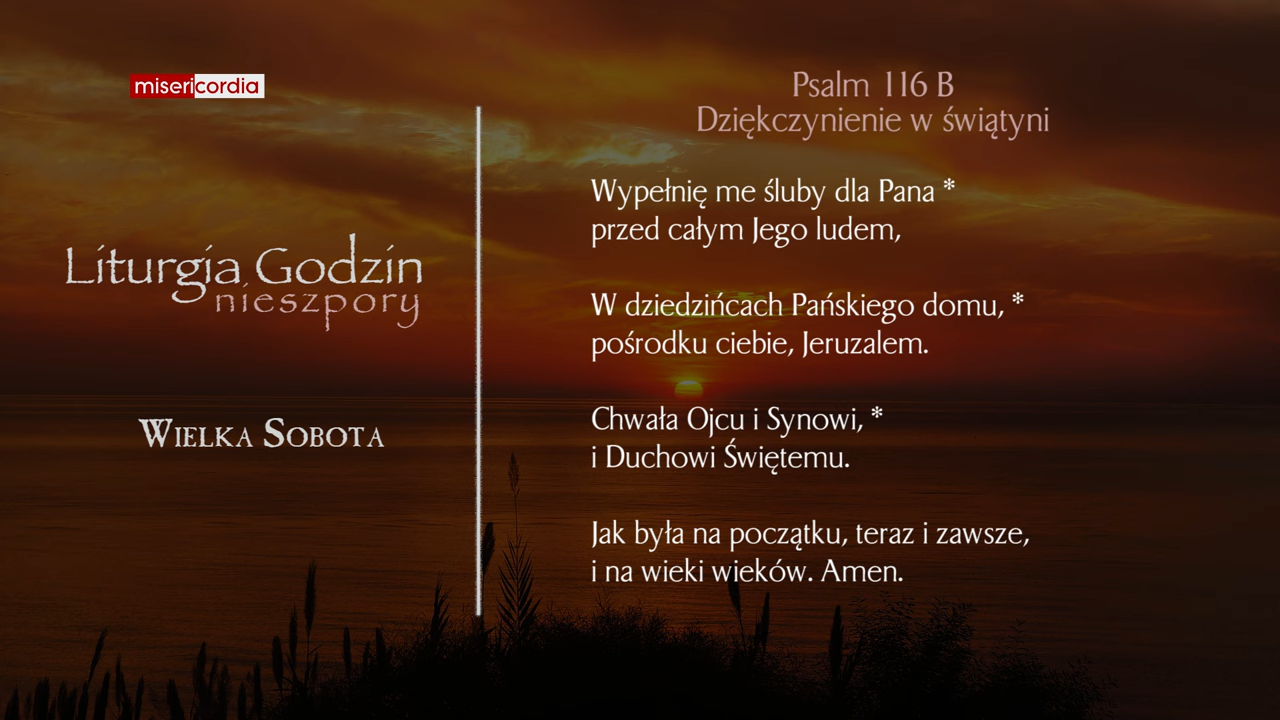 misericordia
Liturgia Godzin
nieszpory
Wielka Sobota
Psalm 116 B
Dziękczynienie w świątyni
Wypełnię me śluby dla Pana *
przed całym Jego ludem,
W dziedzińcach Pańskiego domu, *
pośrodku ciebie, Jeruzalem.
Chwała Ojcu i Synowi, *
i Duchowi Świętemu.
Jak była na początku, teraz i zawsze,
i na wieki wieków. Amen.